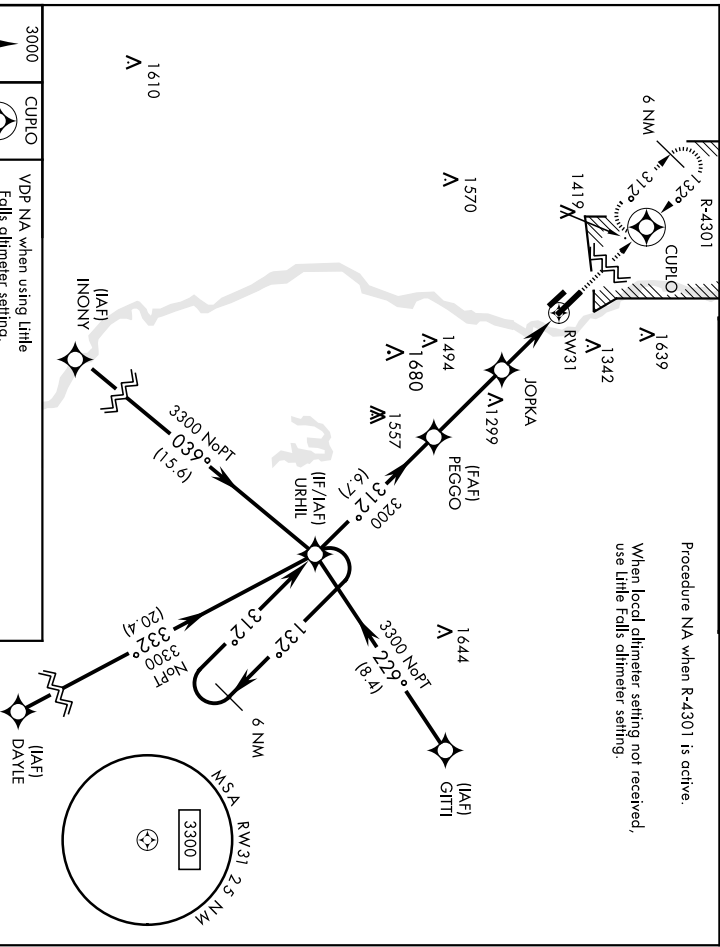 Procedure NA when R-4301 is active.
When local altimeter setting not received,
use Little Falls altimeter setting.
R-4301
6 NM
132°
312°
CUPLO
1419
1639
1342
RW31
1610
1570
1494
1680
1557
1299
JOPKA
(FAF)
PEGGO
3200
312°
(6.7)
(IF/IAF)
URHIL
1644
3300 NoPT
229°
(8.4)
(IAF)
GITTI
(IAF)
INONY
3300 NoPT
039°
(15.6)
312°
132°
6 NM
NoPT
3300
332°
(20.4)
(IAF)
DAYLE
MSA RW31 25 NM
3300
3000
CUPLO
VDP NA when using Little
Falls altimeter setting.